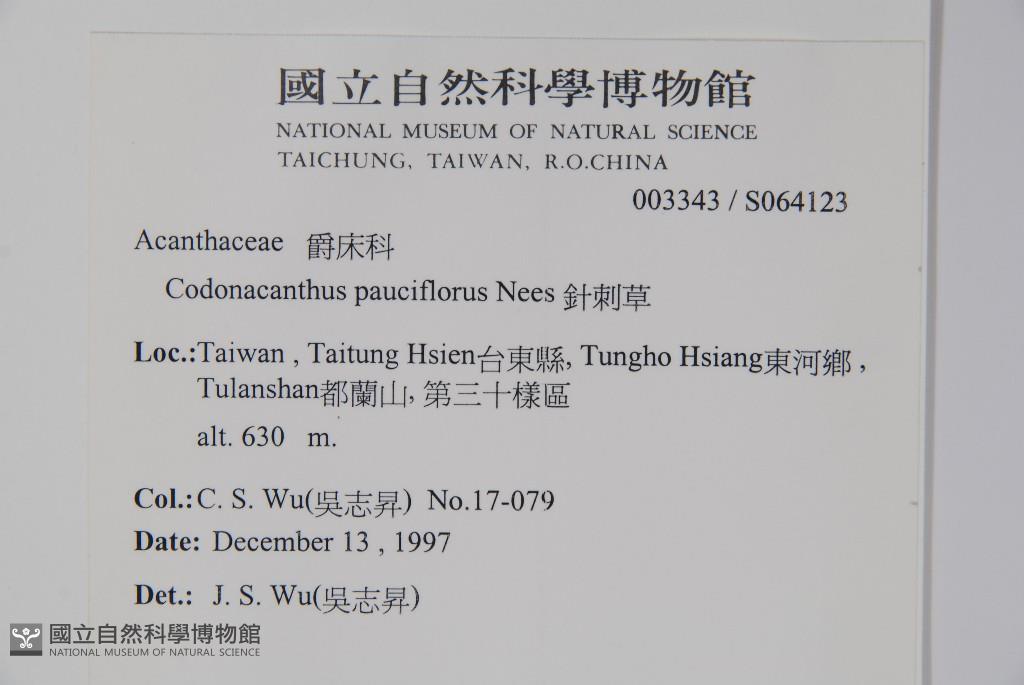 國立自然科學博物館
NATIONAL MUSEUM OF NATURAL SCIENCE
TAICHUNG, TAIWAN, R.O.CHINA
003343 / S064123
Acanthaceae 爵床科
Codonacanthus pauciflorus Nees 針刺草
Loc.:Taiwan , Taitung Hsien台東縣, Tungho Hsiang東河鄉 ,
Tulanshan都蘭山, 第三十樣區
alt. 630 m.
Col.:C. S. Wu(吳志昇) No.17-079
Date: December 13 , 1997
Det.: J. S. Wu(吳志昇)
國立自然科學博物館
NATIONAL MUSEUM OF NATURAL SCIENCE